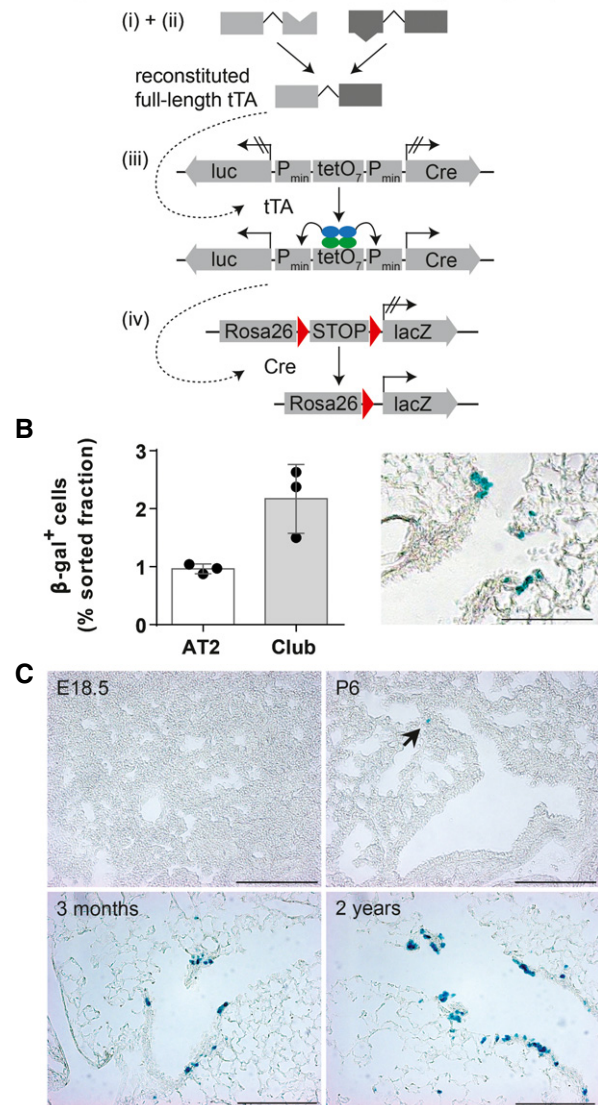 (i) + (ii)
reconstituted
full-length tTA
(iii)
luc Pmin tetO7 Pmin Cre
tTA
luc Pmin tetO7 Pmin Cre
(iv)
Rosa26 STOP lacZ
Cre
Rosa26 lacZ
B
β-gal+ cells
(% sorted fraction)
3
2
1
0
AT2 Club
C
E18.5
P6
3 months
2 years